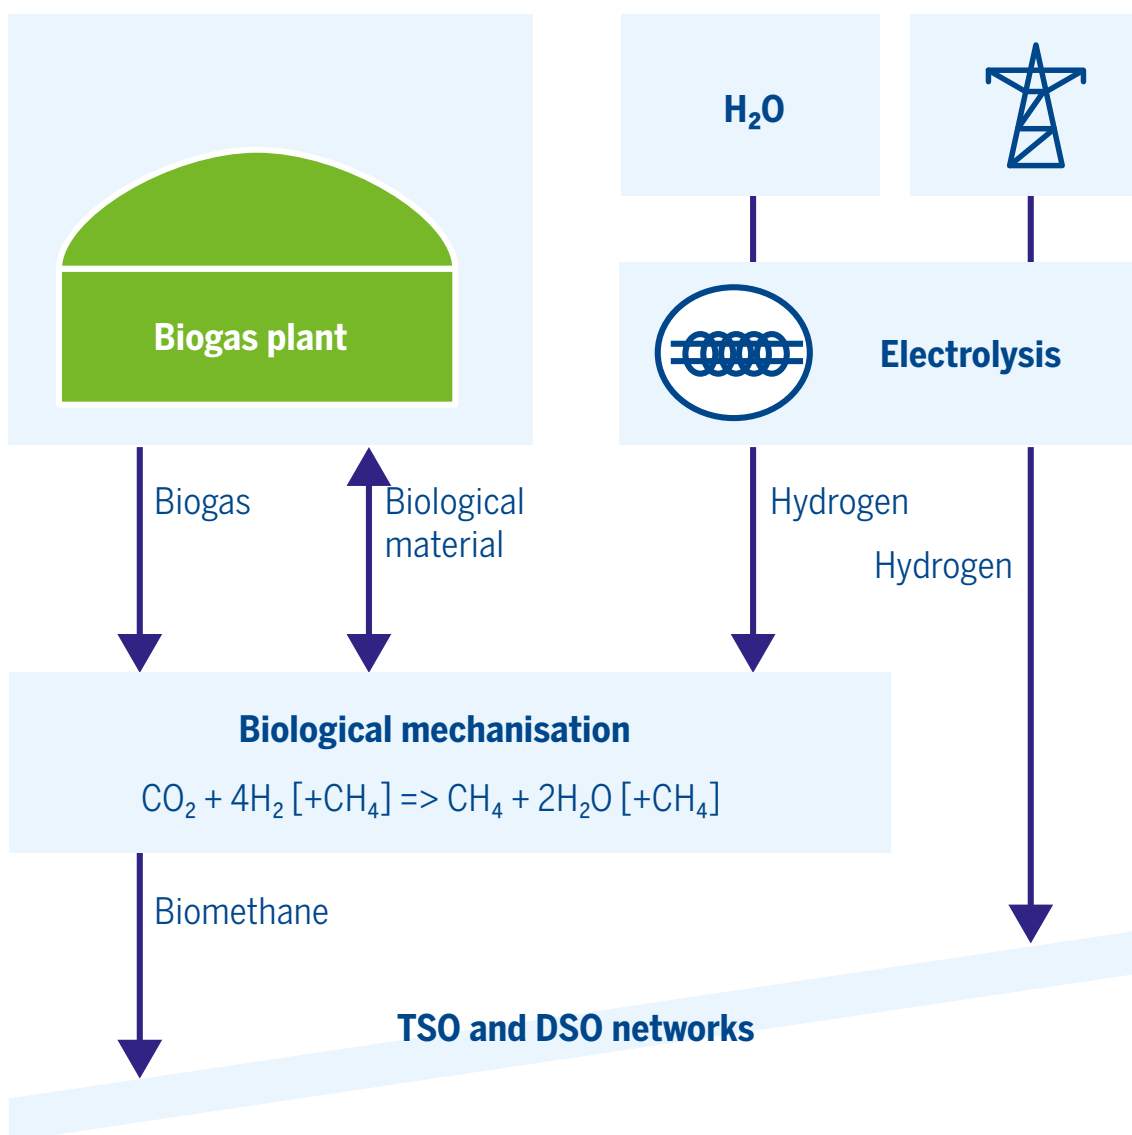 H₂O
Biogas plant
Electrolysis
Biogas
Biological
material
Hydrogen
Hydrogen
Biological mechanisation
CO₂ + 4H₂ [+CH₄] => CH₄ + 2H₂O [+CH₄]
Biomethane
TSO and DSO networks